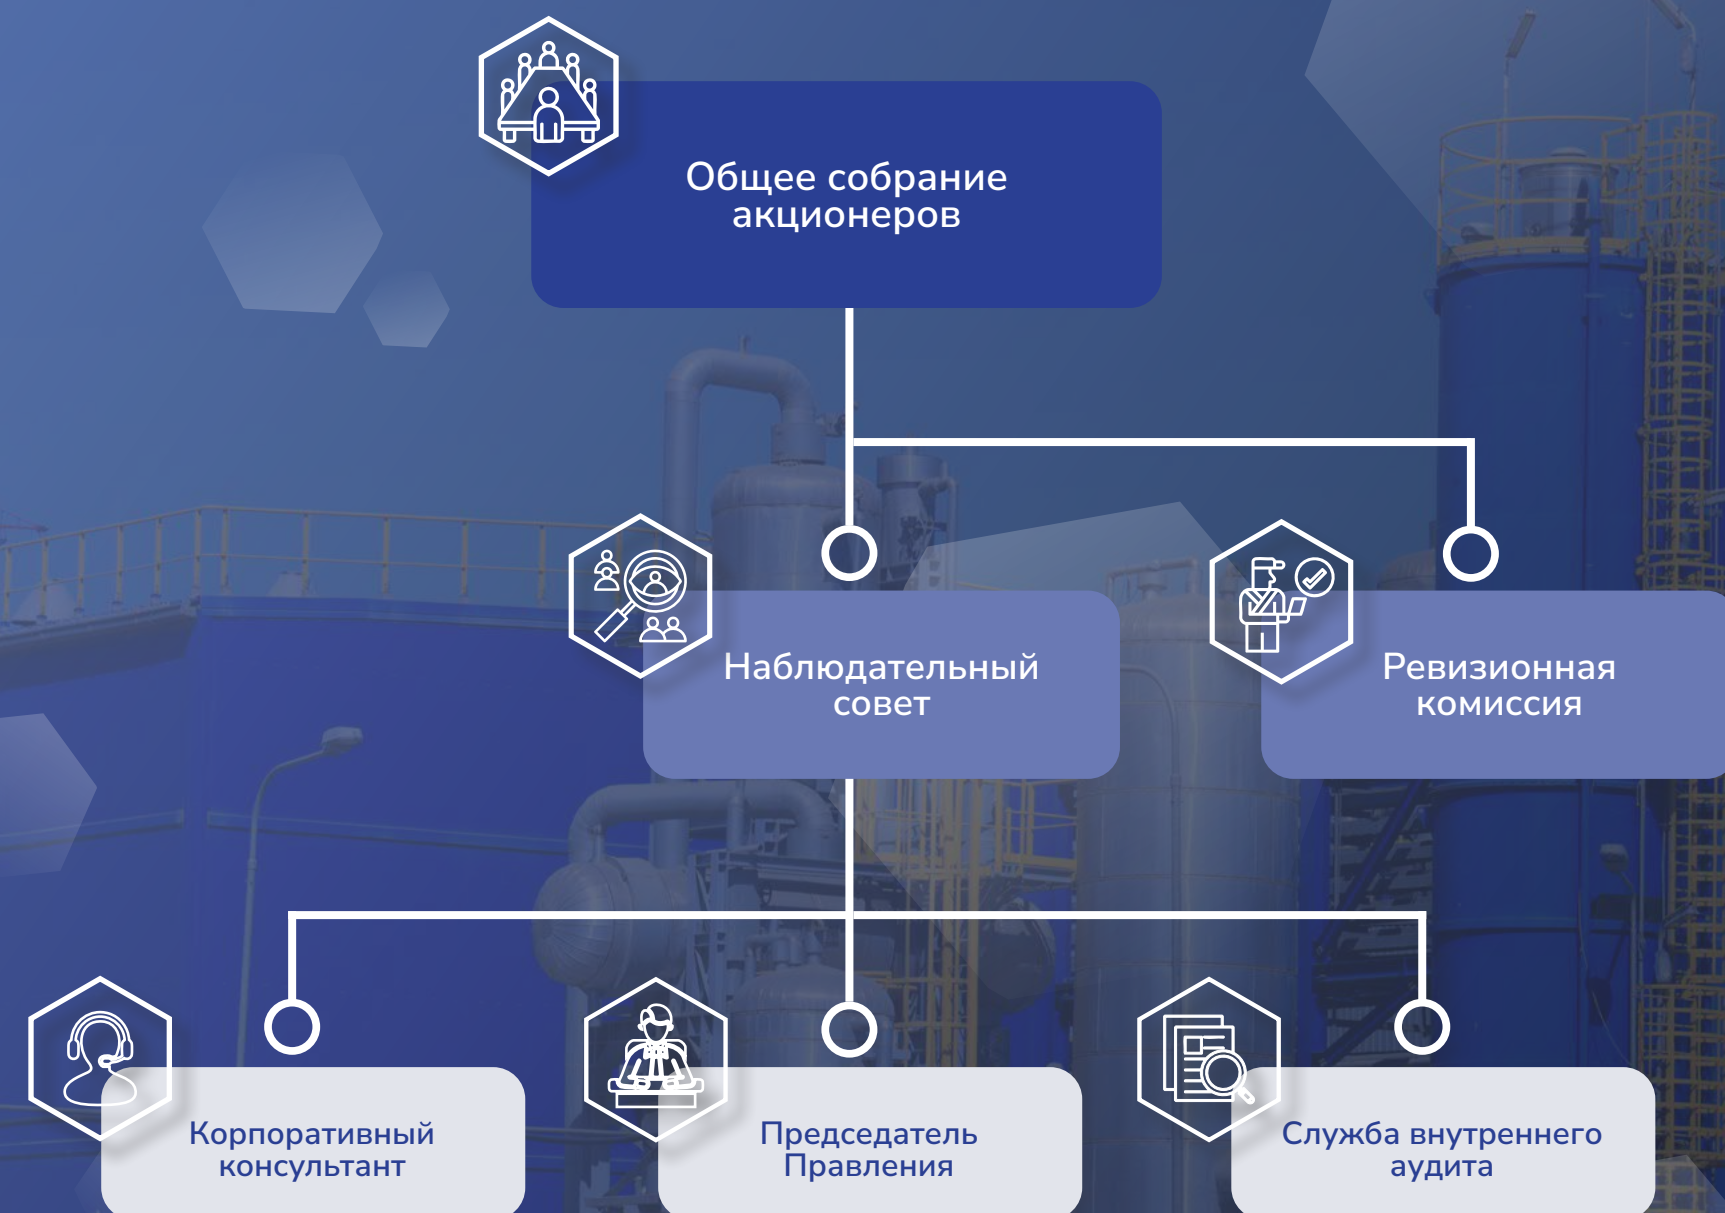 Общее собрание
акционеров
Наблюдательный
совет
Ревизионная
комиссия
Корпоративный
консультант
Председатель
Правления
Служба внутреннего
аудита